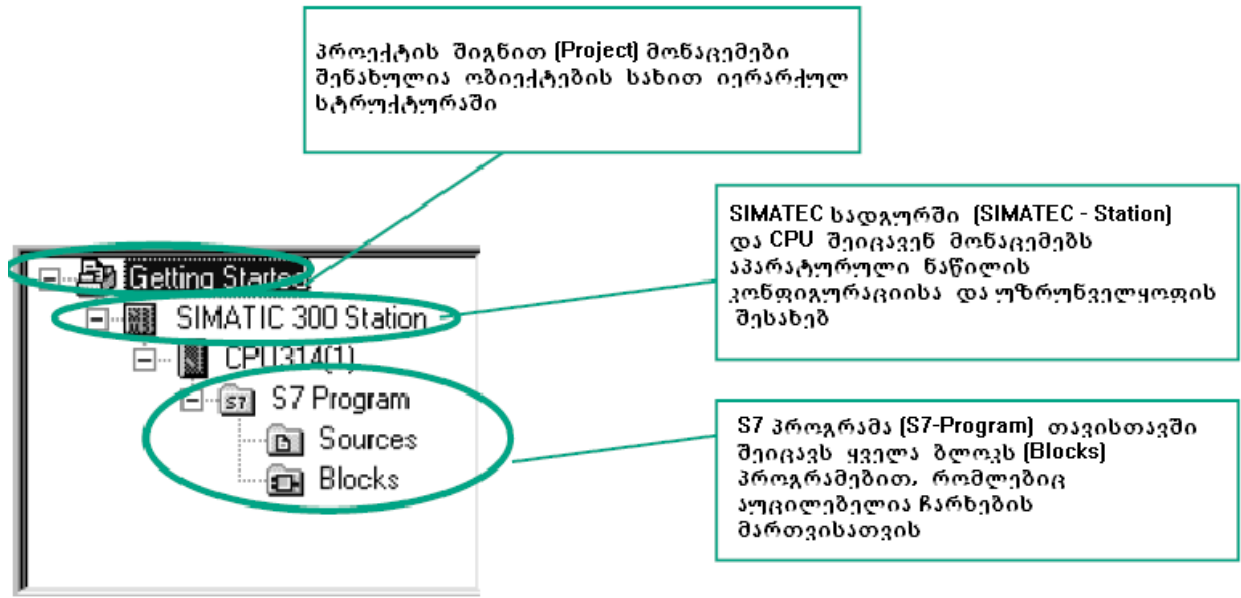 პროექტის შიგნით (Project) მონაცემები
შენახულია ობიექტების სახით იერარქულ
სტრუქტურაში
SIMATEC სადგურში (SIMATEC - Station)
და CPU შეიცავენ მონაცემებს
აპარატურული ნაწილის
კონფიგურაციისა და უზრუნველყოფის
შესახებ
Getting Started
SIMATIC 300 Station
CPU314(1)
S7 Program
Sources
Blocks
S7 პროგრამა (S7-Program) თავისთავში
შეიცავს ყველა ბლოკს (Blocks)
პროგრამებით, რომლებიც
აუცილებელია ჩარხების
მართვისათვის